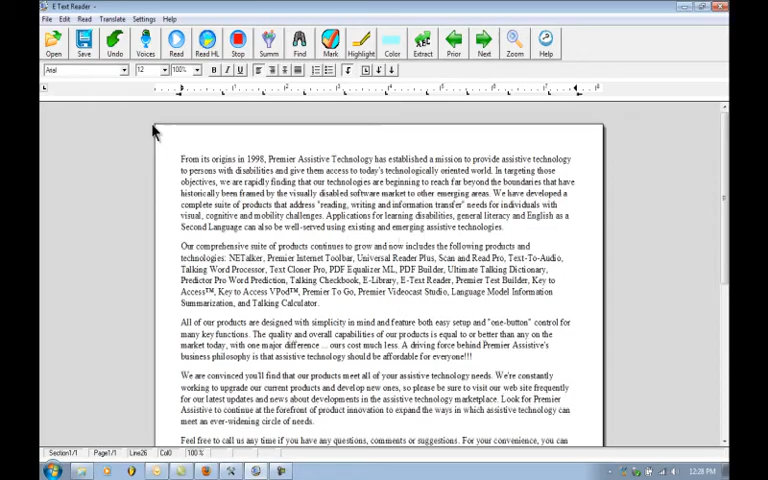 E Text Reader -
File Edit Read Translate Settings Help
Open Save Undo Voices Read Read HL Stop Summ Find Mark Highlight Color Extract Prior Next Zoom Help
Arial 12 100% B I U
1 2 3 4 5 6 7 8
From its origins in 1998, Premier Assistive Technology has established a mission to provide assistive technology
to persons with disabilities and give them access to today's technologically oriented world. In targeting those
objectives, we are rapidly finding that our technologies are beginning to reach far beyond the boundaries that have
historically been framed by the visually disabled software market to other emerging areas. We have developed a
complete suite of products that address "reading, writing and information transfer" needs for individuals with
visual, cognitive and mobility challenges. Applications for learning disabilities, general literacy and English as a
Second Language can also be well-served using existing and emerging assistive technologies.
Our comprehensive suite of products continues to grow and now includes the following products and
technologies: NETalker, Premier Internet Toolbar, Universal Reader Plus, Scan and Read Pro, Text-To-Audio,
Talking Word Processor, Text Cloner Pro, PDF Equalizer ML, PDF Builder, Ultimate Talking Dictionary,
Predictor Pro Word Prediction, Talking Checkbook, E-Library, E-Text Reader, Premier Test Builder, Key to
Access™, Key to Access VPod™, Premier To Go, Premier Videocast Studio, Language Model Information
Summarization, and Talking Calculator.
All of our products are designed with simplicity in mind and feature both easy setup and "one-button" control for
many key functions. The quality and overall capabilities of our products is equal to or better than any on the
market today, with one major difference ... ours cost much less. A driving force behind Premier Assistive's
business philosophy is that assistive technology should be affordable for everyone!!!
We are convinced you'll find that our products meet all of your assistive technology needs. We're constantly
working to upgrade our current products and develop new ones, so please be sure to visit our web site frequently
for our latest updates and news about developments in the assistive technology marketplace. Look for Premier
Assistive to continue at the forefront of product innovation to expand the ways in which assistive technology can
meet an ever-widening circle of needs.
Feel free to call us any time if you have any questions, comments or suggestions. For your convenience, you can
Section1/1 Page1/1 Line26 Col0 100 %
12:28 PM